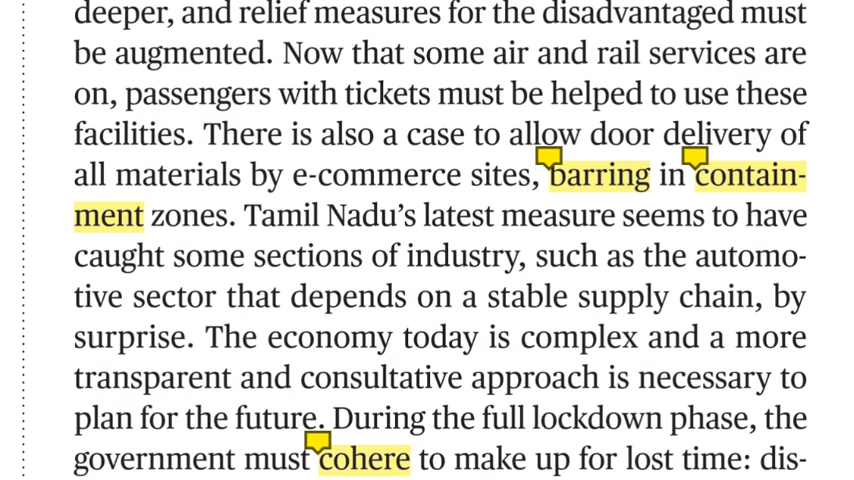 deeper, and relief measures for the disadvantaged must
be augmented. Now that some air and rail services are
on, passengers with tickets must be helped to use these
facilities. There is also a case to allow door delivery of
all materials by e-commerce sites, barring in contain-
ment zones. Tamil Nadu’s latest measure seems to have
caught some sections of industry, such as the automo-
tive sector that depends on a stable supply chain, by
surprise. The economy today is complex and a more
transparent and consultative approach is necessary to
plan for the future. During the full lockdown phase, the
government must cohere to make up for lost time: dis-